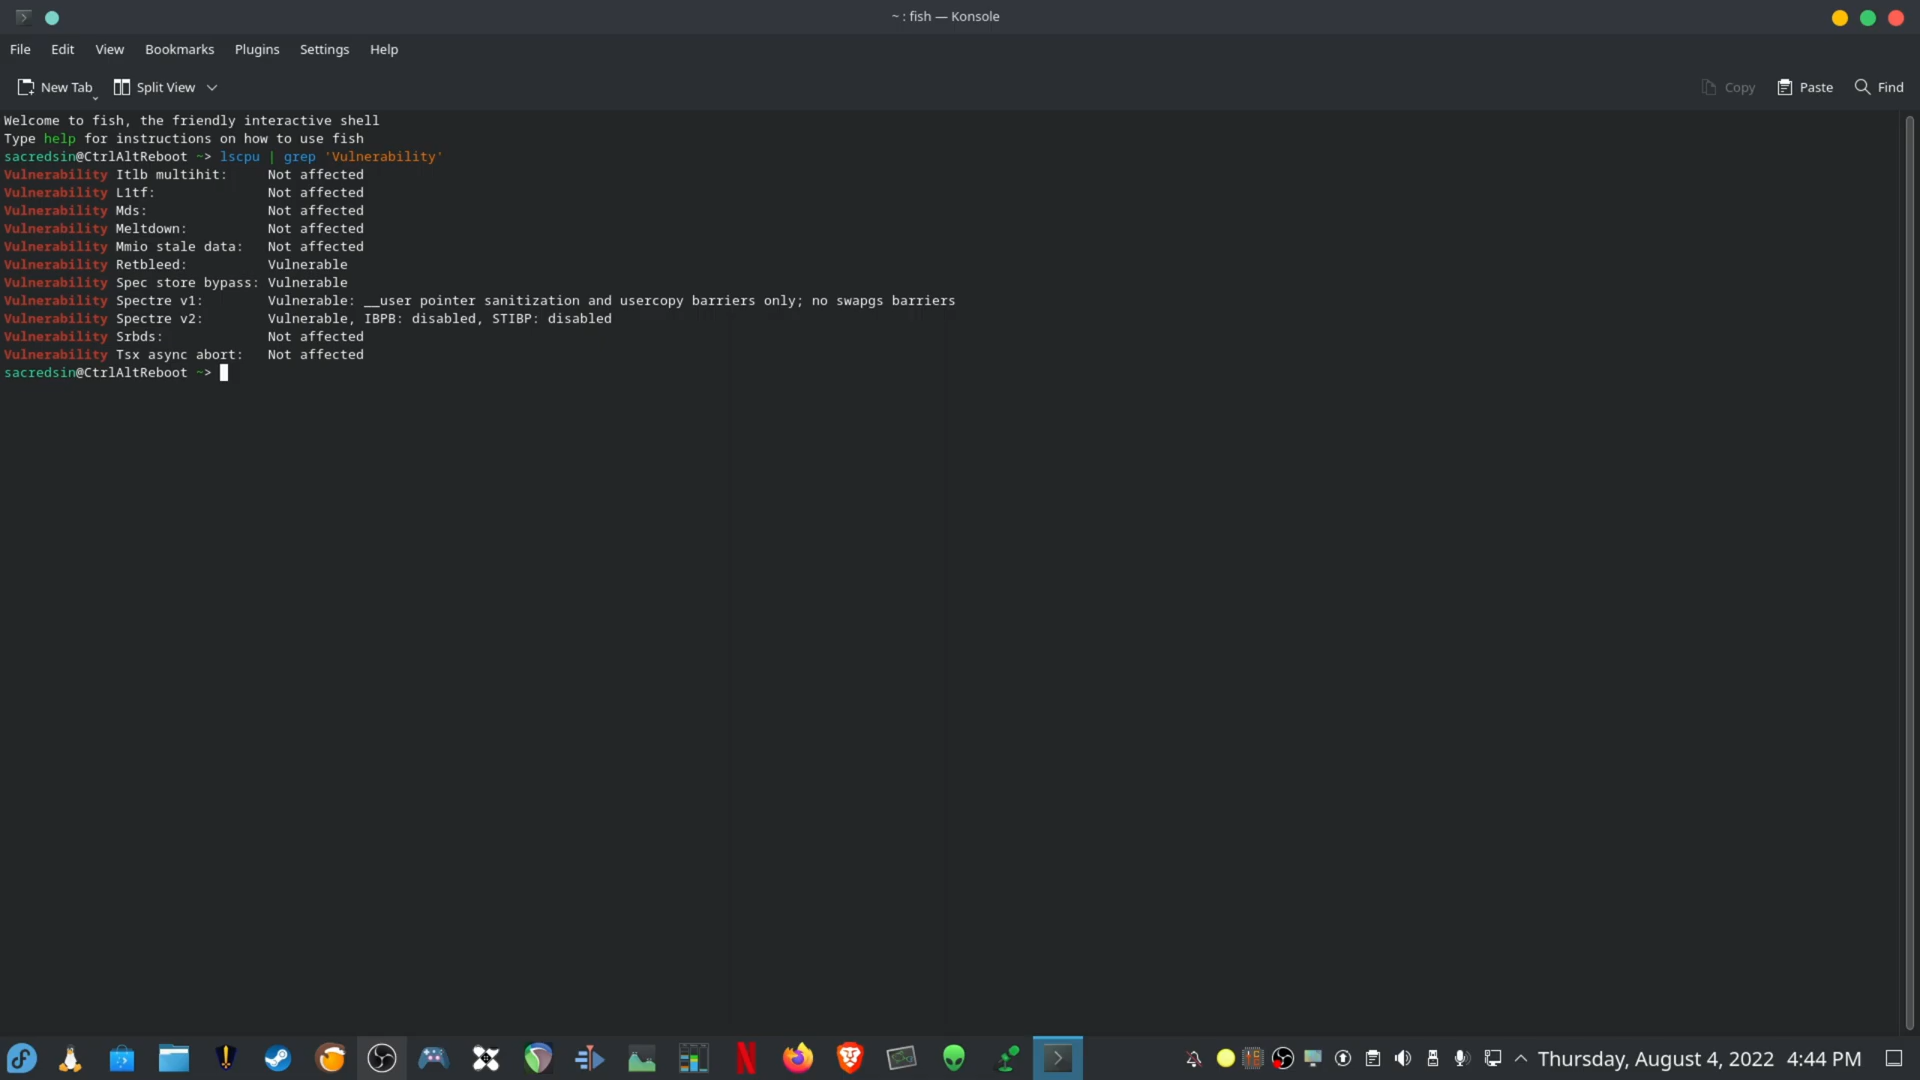 ~ : fish — Konsole
File Edit View Bookmarks Plugins Settings Help
New Tab Split View Copy Paste Find
Welcome to fish, the friendly interactive shell
Type help for instructions on how to use fish
sacredsin@CtrlAltReboot ~> lscpu | grep 'Vulnerability'
Vulnerability Itlb multihit: Not affected
Vulnerability L1tf: Not affected
Vulnerability Mds: Not affected
Vulnerability Meltdown: Not affected
Vulnerability Mmio stale data: Not affected
Vulnerability Retbleed: Vulnerable
Vulnerability Spec store bypass: Vulnerable
Vulnerability Spectre v1: Vulnerable: __user pointer sanitization and usercopy barriers only; no swapgs barriers
Vulnerability Spectre v2: Vulnerable, IBPB: disabled, STIBP: disabled
Vulnerability Srbds: Not affected
Vulnerability Tsx async abort: Not affected
sacredsin@CtrlAltReboot ~>
Thursday, August 4, 2022 4:44 PM